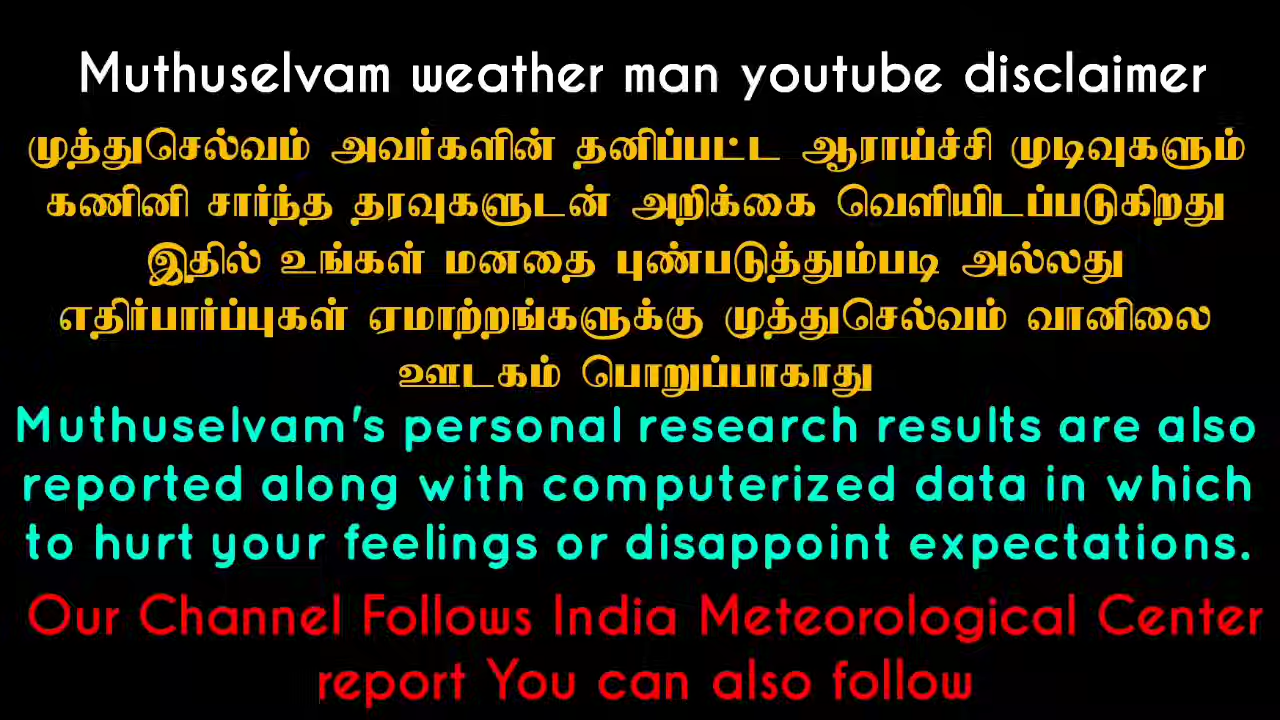 Muthuselvam weather man youtube disclaimer
முத்துசெல்வம் அவர்களின் தனிப்பட்ட ஆராய்ச்சி முடிவுகளும்
கணினி சார்ந்த தரவுகளுடன் அறிக்கை வெளியிடப்படுகிறது
இதில் உங்கள் மனதை புண்படுத்தும்படி அல்லது
எதிர்பார்ப்புகள் ஏமாற்றங்களுக்கு முத்துசெல்வம் வானிலை
ஊடகம் பொறுப்பாகாது
Muthuselvam's personal research results are also
reported along with computerized data in which
to hurt your feelings or disappoint expectations.
Our Channel Follows India Meteorological Center
report You can also follow